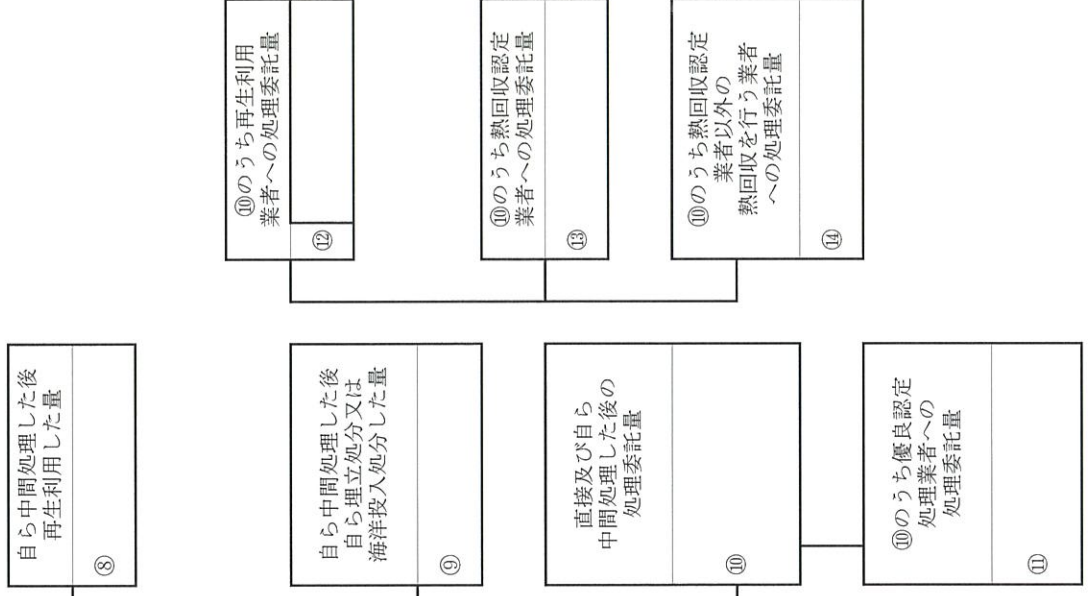 自ら中間処理した後
再生利用した量
⑧
自ら中間処理した後
自ら埋立処分又は
海洋投入処分した量
⑨
直接及び自ら
中間処理した後の
処理委託量
⑩
⑩のうち優良認定
処理業者への
処理委託量
⑪
⑩のうち再生利用
業者への処理委託量
⑫
⑩のうち熱回収認定
業者への処理委託量
⑬
⑩のうち熱回収認定
業者以外の
熱回収を行う業者
への処理委託量
⑭